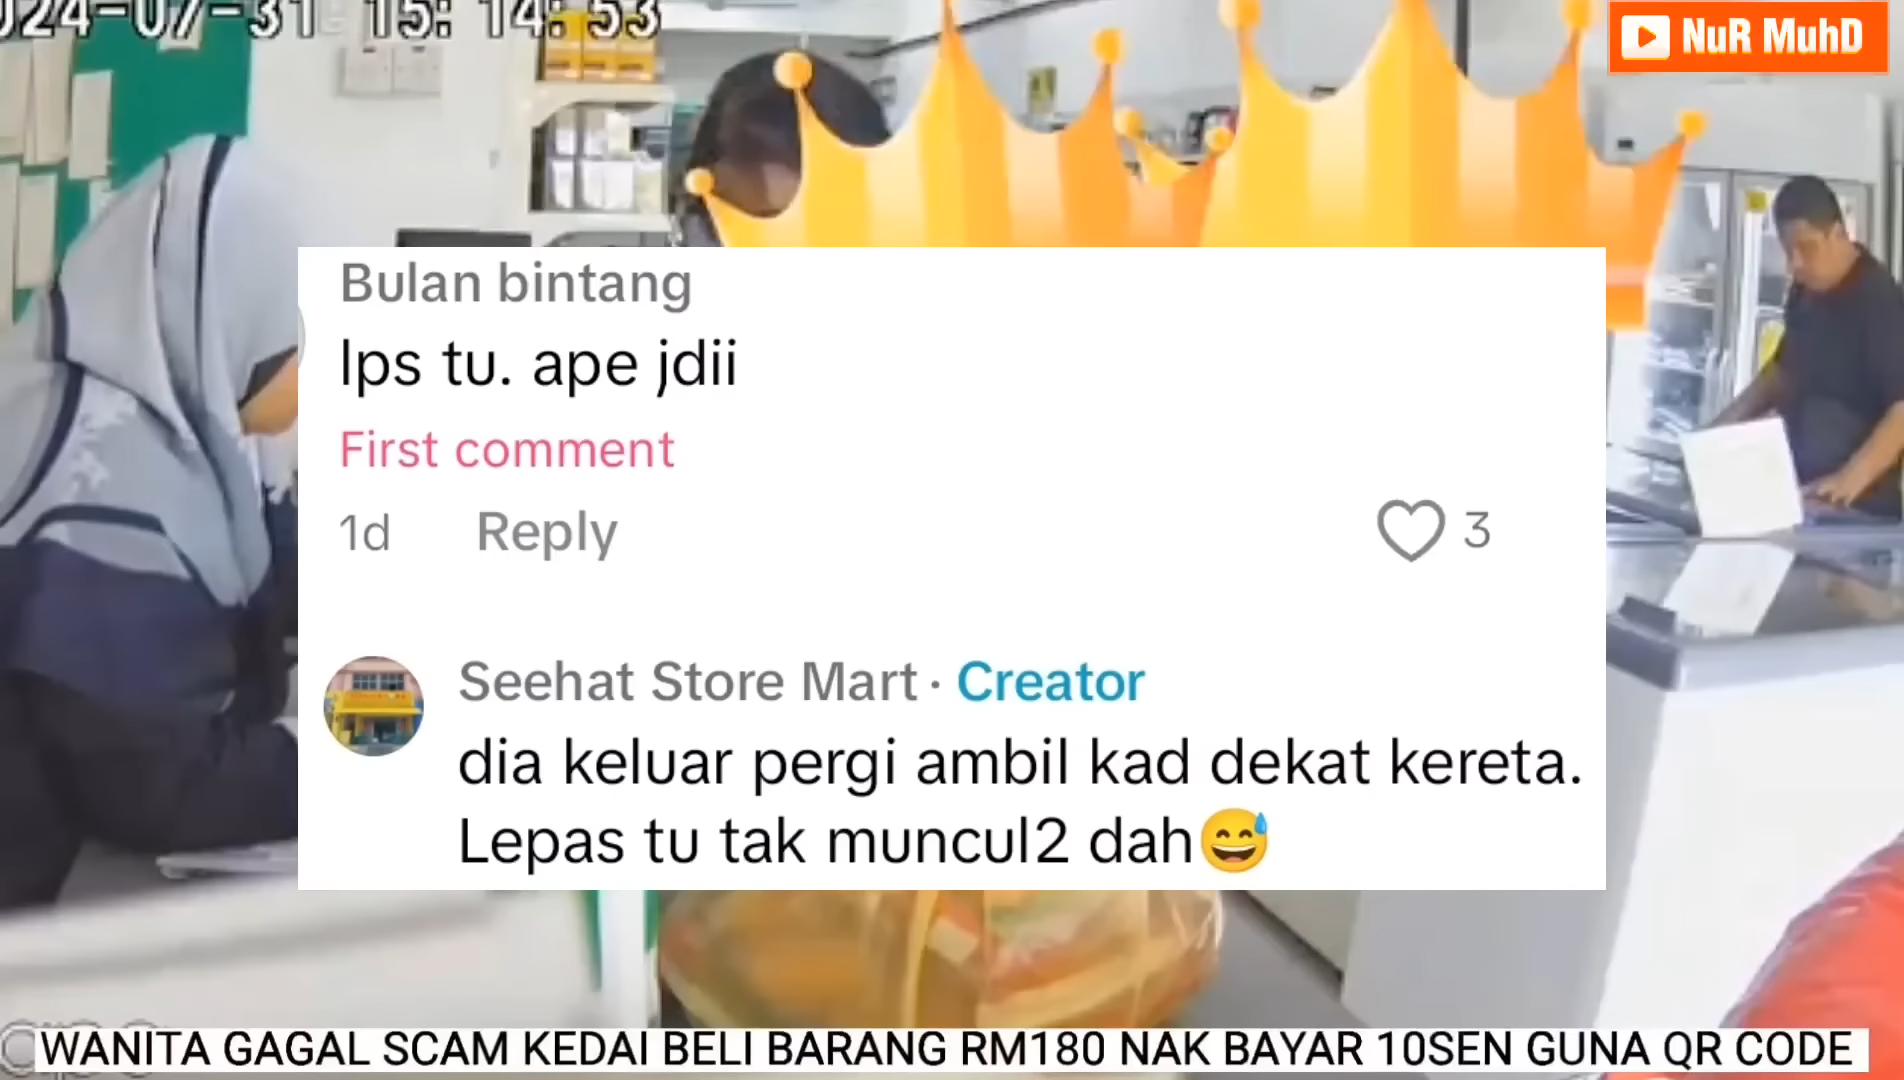 024-07-31 15:14:53
NuR MuhD
Bulan bintang
lps tu. ape jdii
First comment
1d Reply 3
Seehat Store Mart · Creator
dia keluar pergi ambil kad dekat kereta.
Lepas tu tak muncul2 dah😅
WANITA GAGAL SCAM KEDAI BELI BARANG RM180 NAK BAYAR 10SEN GUNA QR CODE